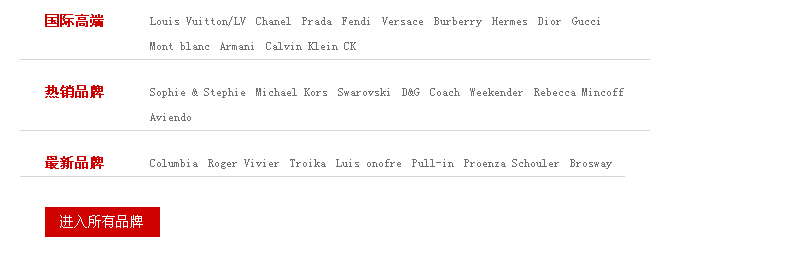 国际高端 Louis Vuitton/LV Chanel Prada Fendi Versace Burberry Hermes Dior Gucci
Mont blanc Armani Calvin Klein CK
热销品牌 Sophie & Stephie Michael Kors Swarovski D&G Coach Weekender Rebecca Mincoff
Aviendo
最新品牌 Columbia Roger Vivier Troika Luis onofre Pull-in Proenza Schouler Brosway
进入所有品牌